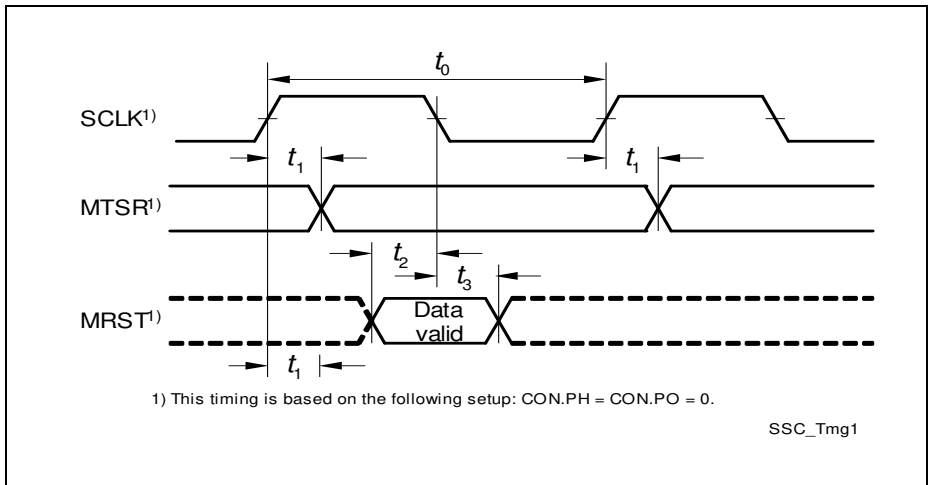 t₀
SCLK¹⁾
t₁ t₁
MTSR¹⁾
t₂
t₃
MRST¹⁾
Data
valid
t₁
1) This timing is based on the following setup: CON.PH = CON.PO = 0.
SSC_Tmg1